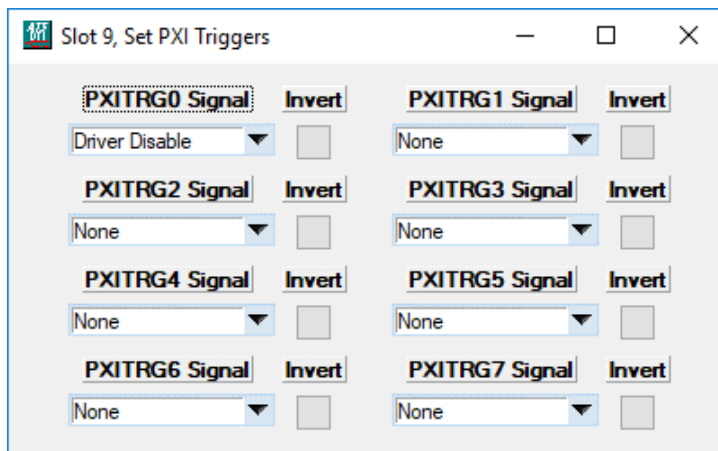 Slot 9, Set PXI Triggers
PXITRG0 Signal Invert PXITRG1 Signal Invert
Driver Disable None
PXITRG2 Signal Invert PXITRG3 Signal Invert
None None
PXITRG4 Signal Invert PXITRG5 Signal Invert
None None
PXITRG6 Signal Invert PXITRG7 Signal Invert
None None